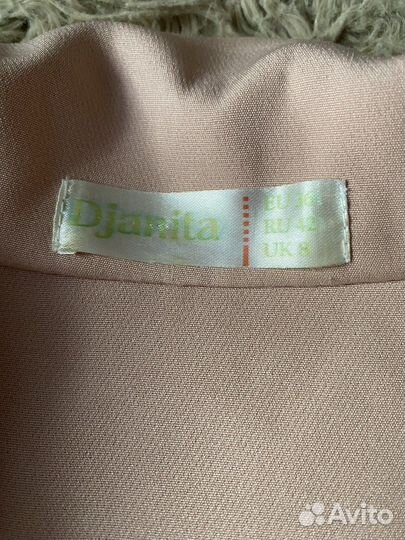 Djanita
EU 36
RU 42
UK 8
Avito